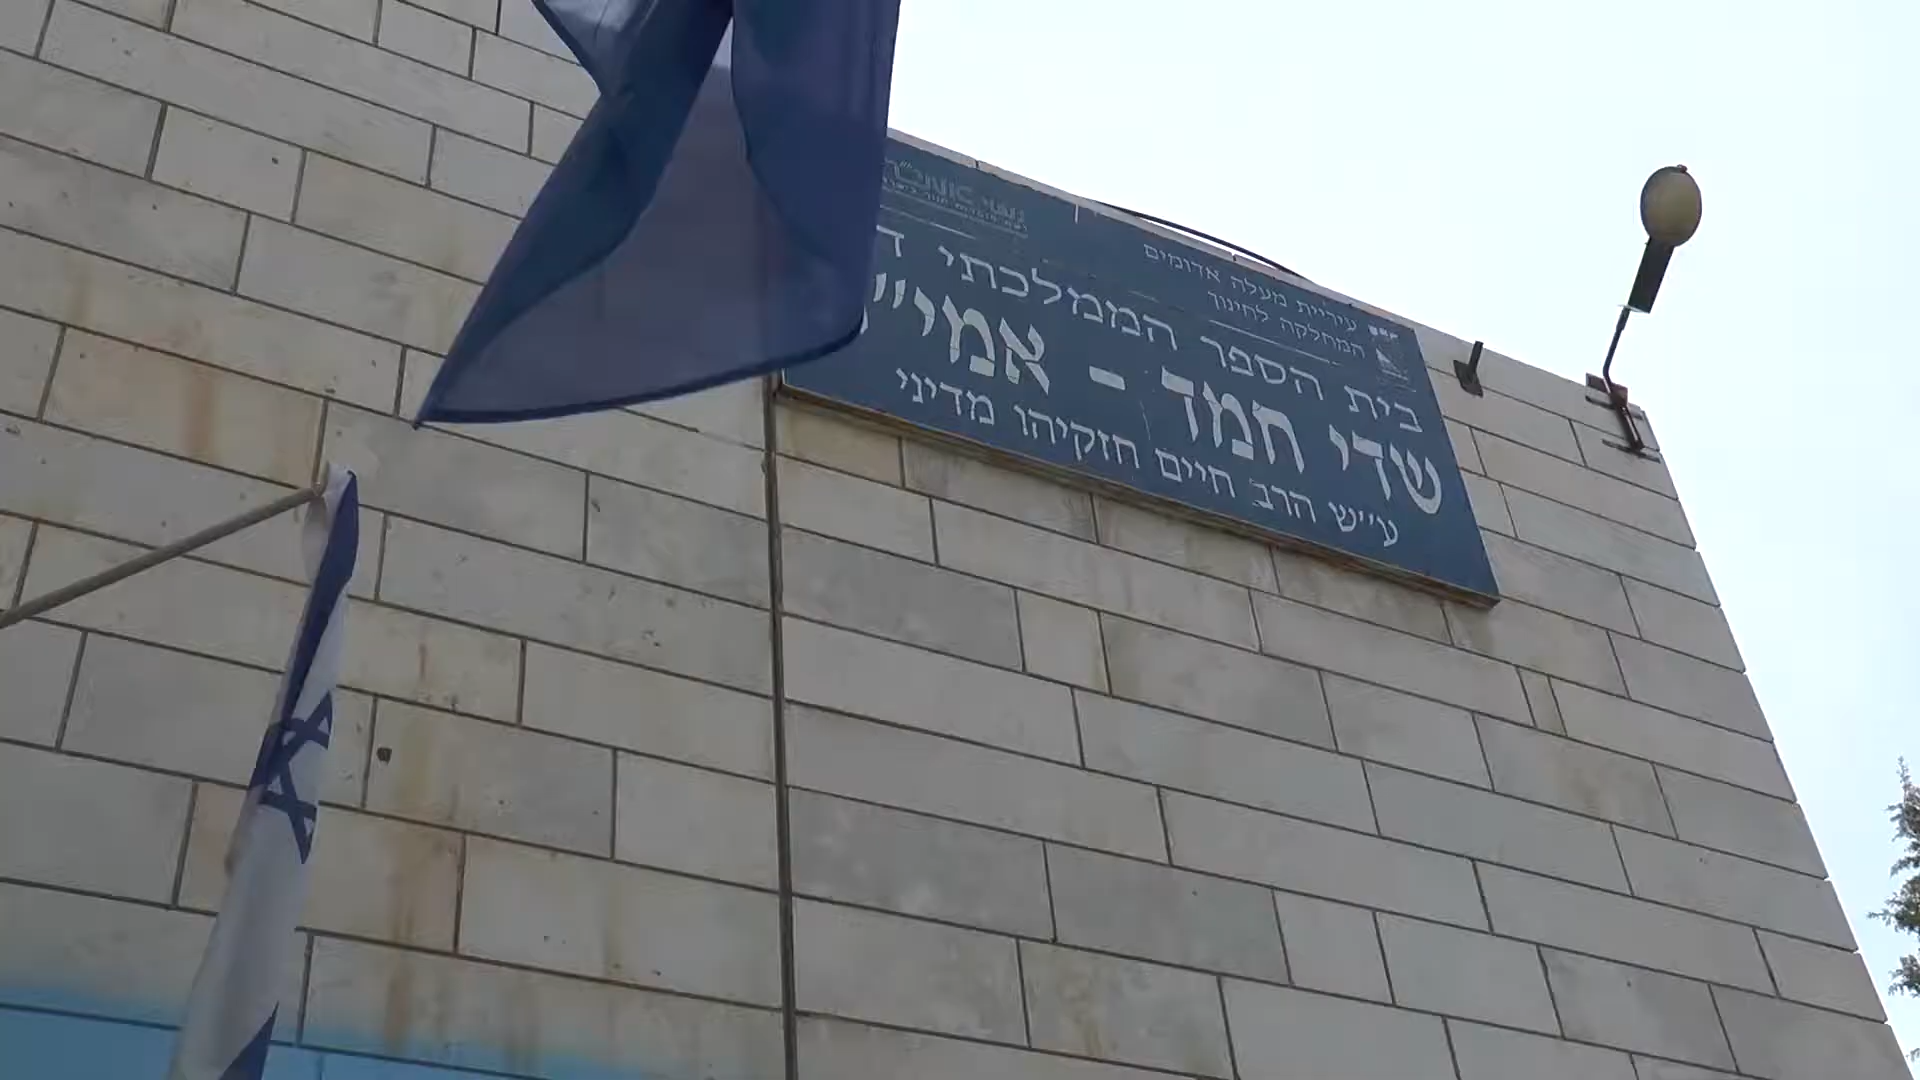 עיריית מעלה אדומים
המחלקה לחינוך
בית הספר הממלכתי ד
שדי חמד - אמי״
ע״ש הרב חיים חזקיהו מדיני